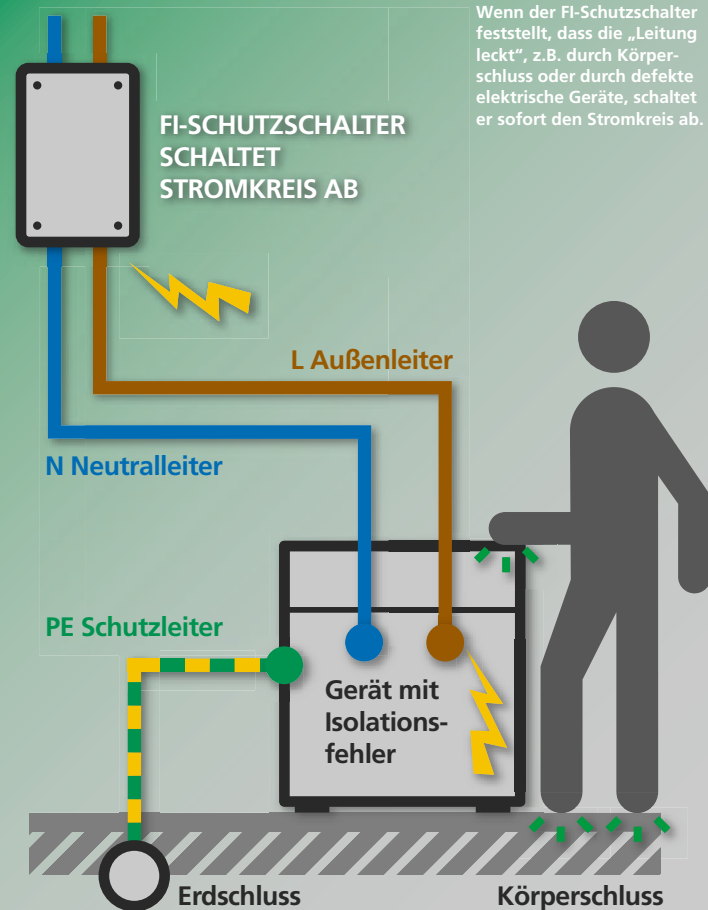 Wenn der FI-Schutzschalter
feststellt, dass die „Leitung
leckt“, z.B. durch Körper-
schluss oder durch defekte
elektrische Geräte, schaltet
er sofort den Stromkreis ab.
FI-SCHUTZSCHALTER
SCHALTET
STROMKREIS AB
L Außenleiter
N Neutralleiter
PE Schutzleiter
Gerät mit
Isolations-
fehler
Erdschluss
Körperschluss